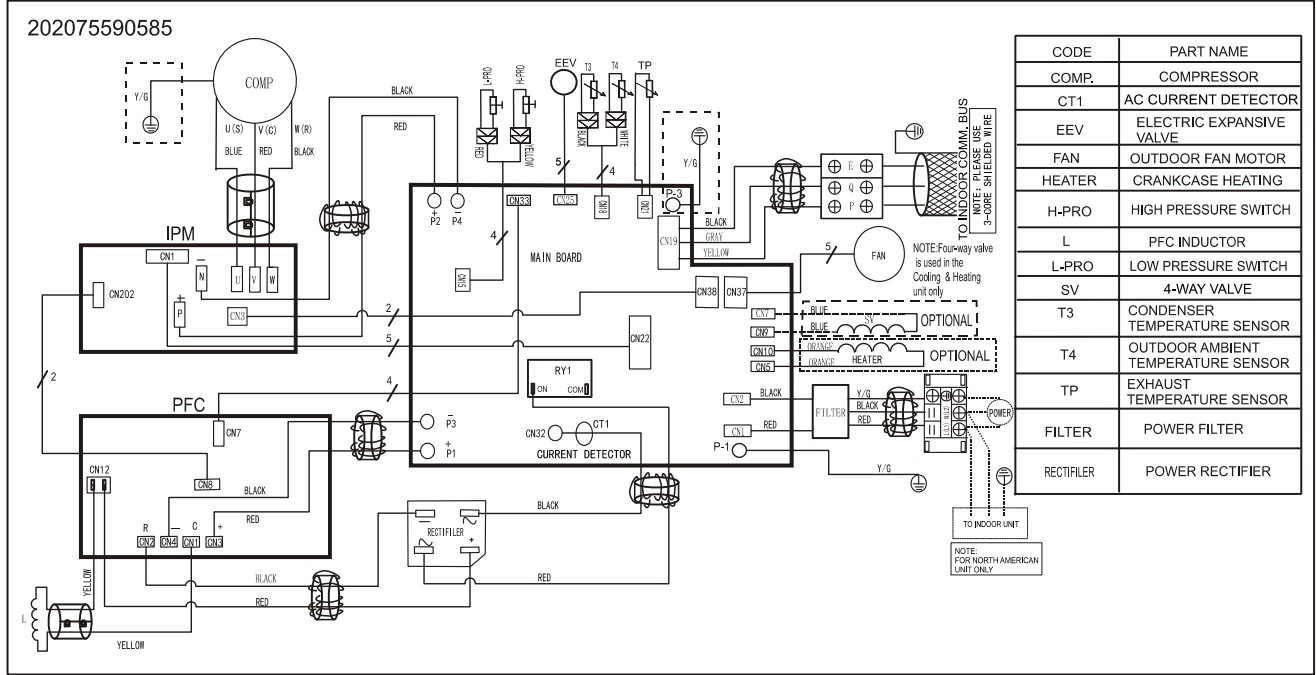 202075590585
COMP
Y/G
U(S)
V(C)
W(R)
BLUE
RED
BLACK
BLACK
RED
L-PRO
H-PRO
RED
YELLOW
EEV
T3
T4
TP
BLACK
WHITE
5
4
4
Y/G
P-3
+
P2
-
P4
CN33
CN25
CN18
CN21
CN15
MAIN BOARD
CN19
BLACK
GRAY
YELLOW
E
Q
P
TO INDOOR COMM. BUS
NOTE: PLEASE USE
3-CORE SHIELDED WIRE
5
FAN
NOTE:Four-way valve
is used in the
Cooling & Heating
unit only
CN38
CN37
IPM
CN1
CN202
-
N
U
V
W
+
P
CN3
2
5
4
2
CN22
CN7
BLUE
CN9
BLUE
SV
OPTIONAL
CN10
ORANGE
CN5
ORANGE
HEATER
OPTIONAL
RY1
ON
COM
CN2
BLACK
CN1
RED
FILTER
Y/G
BLACK
RED
L(L1)
N(L2)
POWER
P-1
Y/G
CN32
CT1
CURRENT DETECTOR
-
P3
+
P1
PFC
CN7
CN12
CN8
BLACK
RED
R
-
C
+
CN2
CN4
CN1
CN3
RECTIFILER
-
+
BLACK
RED
BLACK
RED
YELLOW
L
YELLOW
TO INDOOR UNIT
NOTE:
FOR NORTH AMERICAN
UNIT ONLY
CODE PART NAME
COMP. COMPRESSOR
CT1 AC CURRENT DETECTOR
EEV ELECTRIC EXPANSIVE
VALVE
FAN OUTDOOR FAN MOTOR
HEATER CRANKCASE HEATING
H-PRO HIGH PRESSURE SWITCH
L PFC INDUCTOR
L-PRO LOW PRESSURE SWITCH
SV 4-WAY VALVE
T3 CONDENSER
TEMPERATURE SENSOR
T4 OUTDOOR AMBIENT
TEMPERATURE SENSOR
TP EXHAUST
TEMPERATURE SENSOR
FILTER POWER FILTER
RECTIFILER POWER RECTIFIER